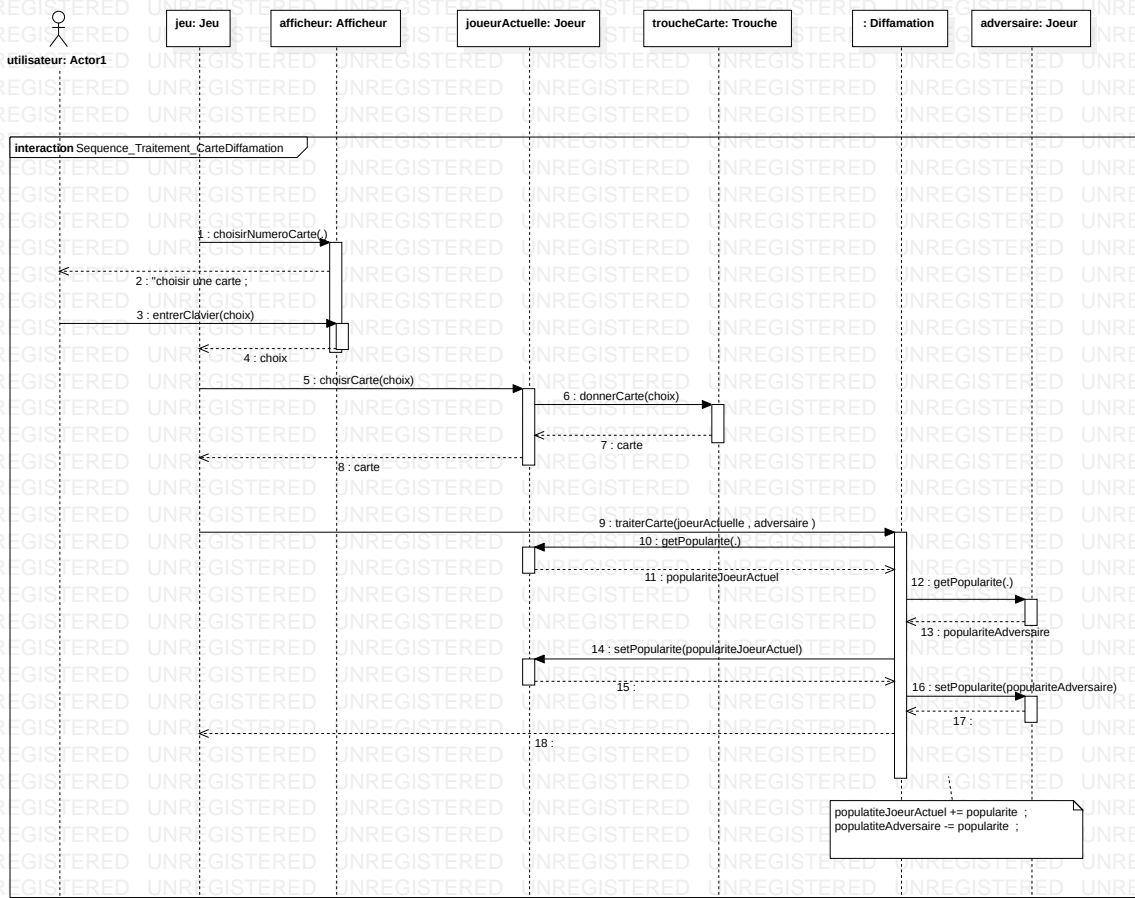 jeu: Jeu
afficheur: Afficheur
joueurActuelle: Joeur
troucheCarte: Trouche
: Diffamation
adversaire: Joeur
utilisateur: Actor1
interaction Sequence_Traitement_CarteDiffamation
1 : choisirNumeroCarte(.)
2 : "choisir une carte ;
3 : entrerClavier(choix)
4 : choix
5 : choisrCarte(choix)
6 : donnerCarte(choix)
7 : carte
8 : carte
9 : traiterCarte(joeurActuelle , adversaire )
10 : getPopularite(.)
11 : populariteJoeurActuel
12 : getPopularite(.)
13 : populariteAdversaire
14 : setPopularite(populariteJoeurActuel)
15 :
16 : setPopularite(populariteAdversaire)
17 :
18 :
populatiteJoeurActuel += popularite  ;
populatiteAdversaire -= popularite  ;
UNREGISTERED